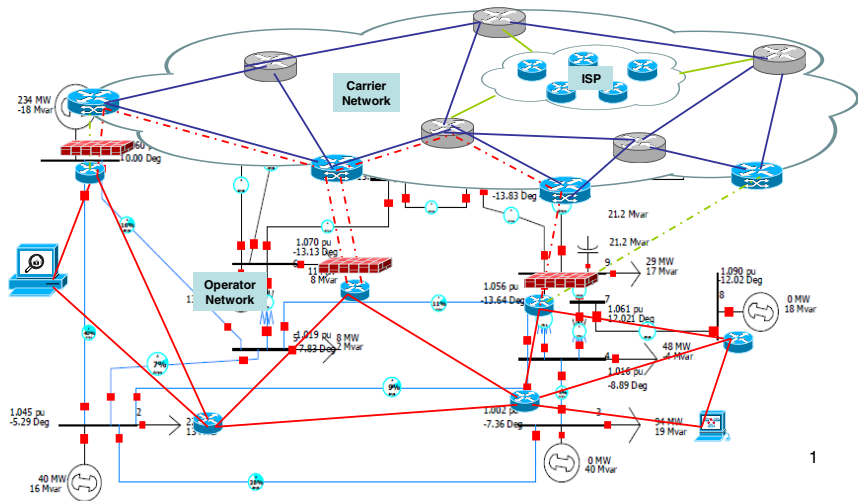 ISP
Carrier
Network
234 MW
-18 Mvar
0.00 Deg
-13.83 Deg
21.2 Mvar
21.2 Mvar
1.070 pu
-13.13 Deg
8 Mvar
Operator
Network
1.056 pu
-13.64 Deg
9
29 MW
17 Mvar
1.090 pu
-12.02 Deg
8
0 MW
18 Mvar
7
1.061 pu
-12.021 Deg
11%
5
1.019 pu
-7.83 Deg
8 MW
2 Mvar
4
48 MW
-4 Mvar
1.016 pu
-8.89 Deg
7%
9%
1.045 pu
-5.29 Deg
2
1.002 pu
-7.36 Deg
3
94 MW
19 Mvar
40 MW
16 Mvar
28%
0 MW
40 Mvar
1